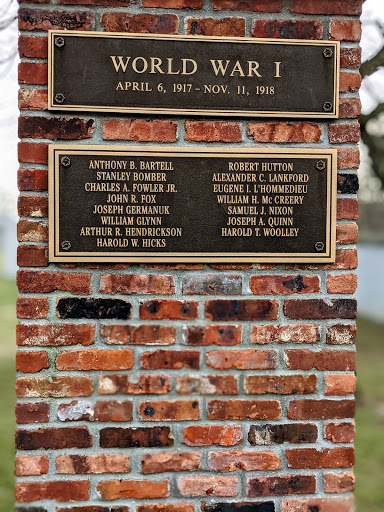 WORLD WAR I
APRIL 6, 1917 – NOV. 11, 1918
ANTHONY B. BARTELL
STANLEY BOMBER
CHARLES A. FOWLER JR.
JOHN R. FOX
JOSEPH GERMANUK
WILLIAM GLYNN
ARTHUR R. HENDRICKSON
HAROLD W. HICKS
ROBERT HUTTON
ALEXANDER C. LANKFORD
EUGENE I. L'HOMMEDIEU
WILLIAM H. Mc CREERY
SAMUEL J. NIXON
JOSEPH A. QUINN
HAROLD T. WOOLLEY